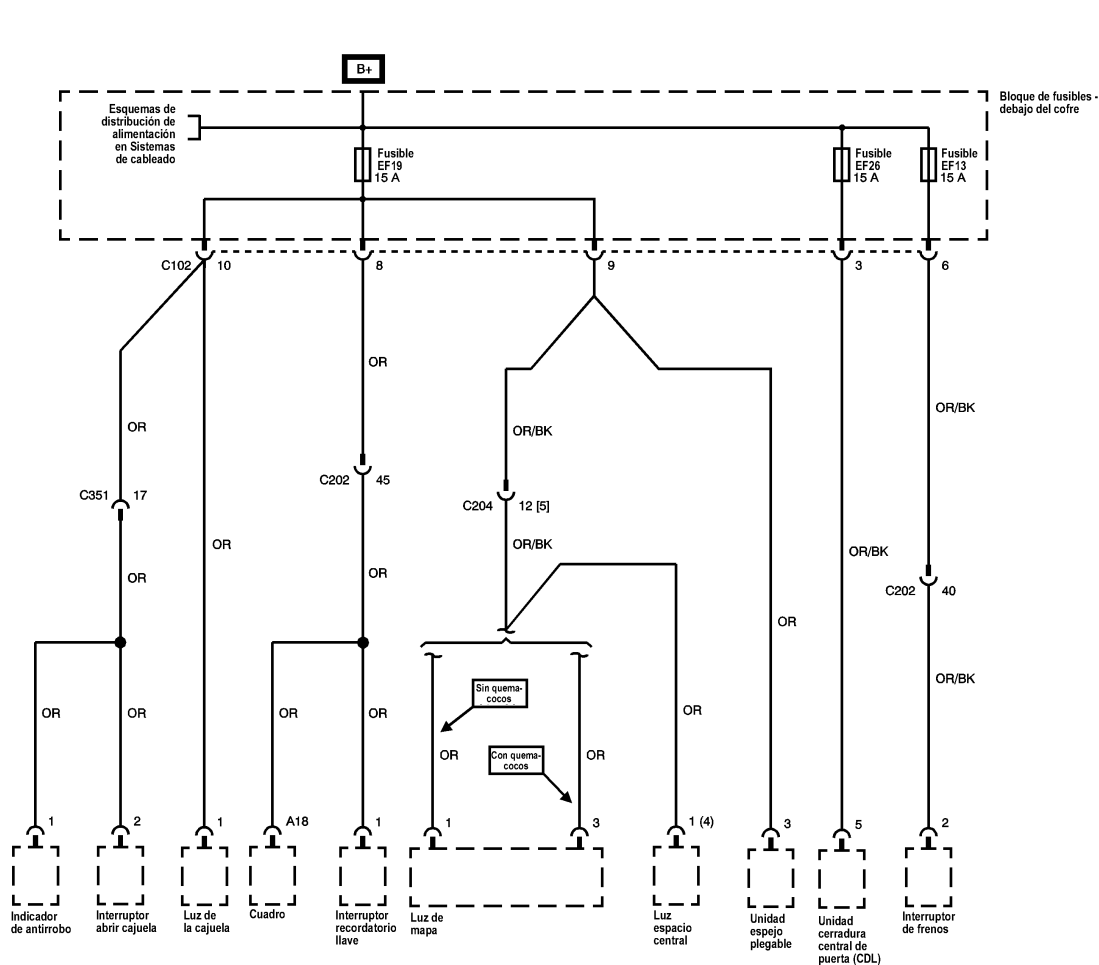 B+
Bloque de fusibles -
debajo del cofre
Esquemas de
distribución de
alimentación
en Sistemas
de cableado
Fusible
EF19
15 A
Fusible
EF26
15 A
Fusible
EF13
15 A
C102
10
8
9
3
6
OR
OR/BK
OR
OR/BK
C202
45
C351
17
C204
12 [5]
OR
OR/BK
OR/BK
OR
OR
C202
40
OR
OR/BK
OR
OR
OR
OR
Sin quema-
cocos
OR
OR
Con quema-
cocos
OR
1
2
1
A18
1
1
3
1 (4)
3
5
2
Indicador
de antirrobo
Interruptor
abrir cajuela
Luz de
la cajuela
Cuadro
Interruptor
recordatorio
llave
Luz de
mapa
Luz
espacio
central
Unidad
espejo
plegable
Unidad
cerradura
central de
puerta (CDL)
Interruptor
de frenos